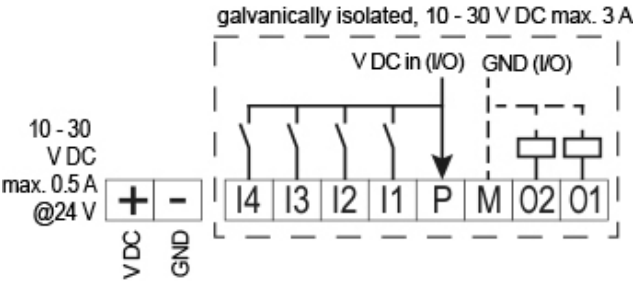 galvanically isolated, 10 - 30 V DC max. 3 A
V DC in (I/O) GND (I/O)
10 - 30
V DC
max. 0.5 A
@24 V
+ -
I4 I3 I2 I1 P M O2 O1
V DC
GND